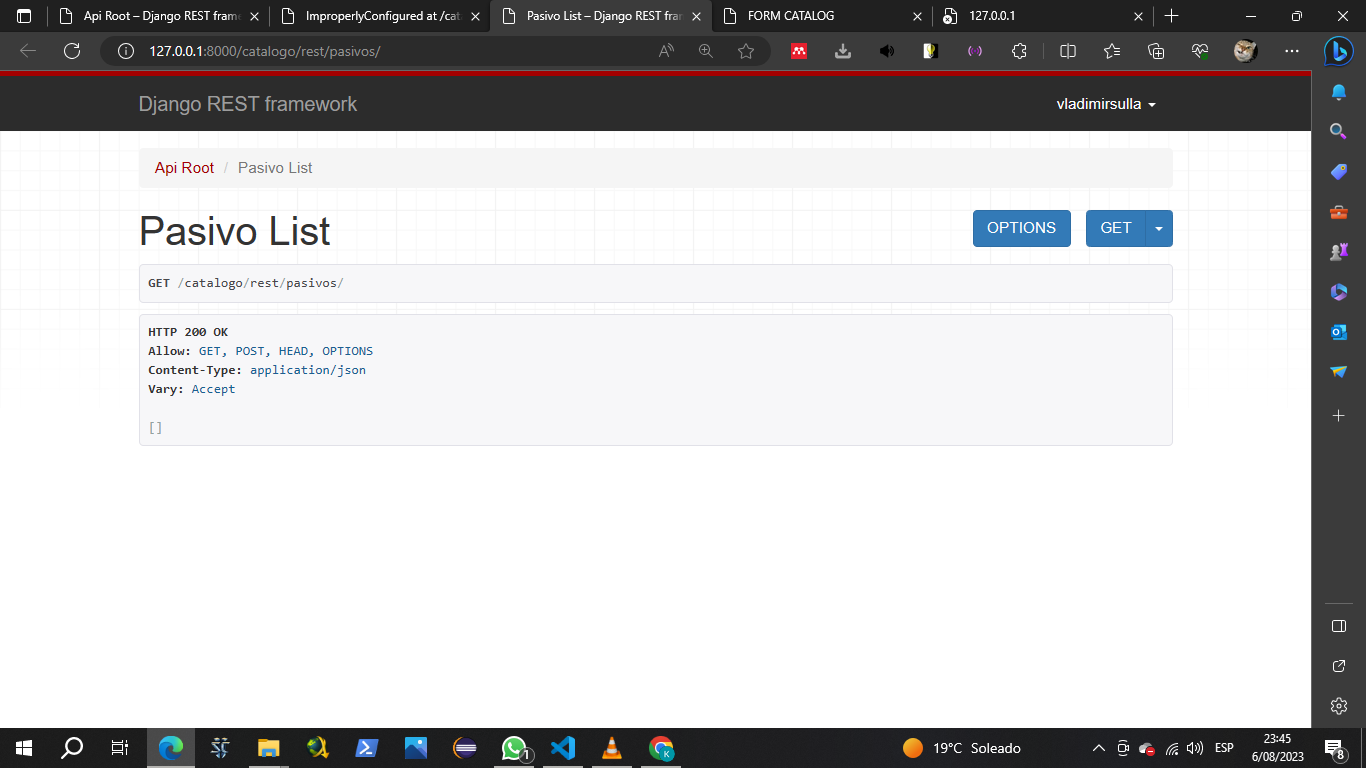 Api Root – Django REST frame
ImproperlyConfigured at /cat
Pasivo List – Django REST fran
FORM CATALOG
127.0.0.1
127.0.0.1:8000/catalogo/rest/pasivos/
Django REST framework
vladimirsulla
Api Root / Pasivo List
Pasivo List
OPTIONS
GET
GET /catalogo/rest/pasivos/
HTTP 200 OK
Allow: GET, POST, HEAD, OPTIONS
Content-Type: application/json
Vary: Accept
[]
1
K
19°C Soleado
ESP
23:45
6/08/2023
8